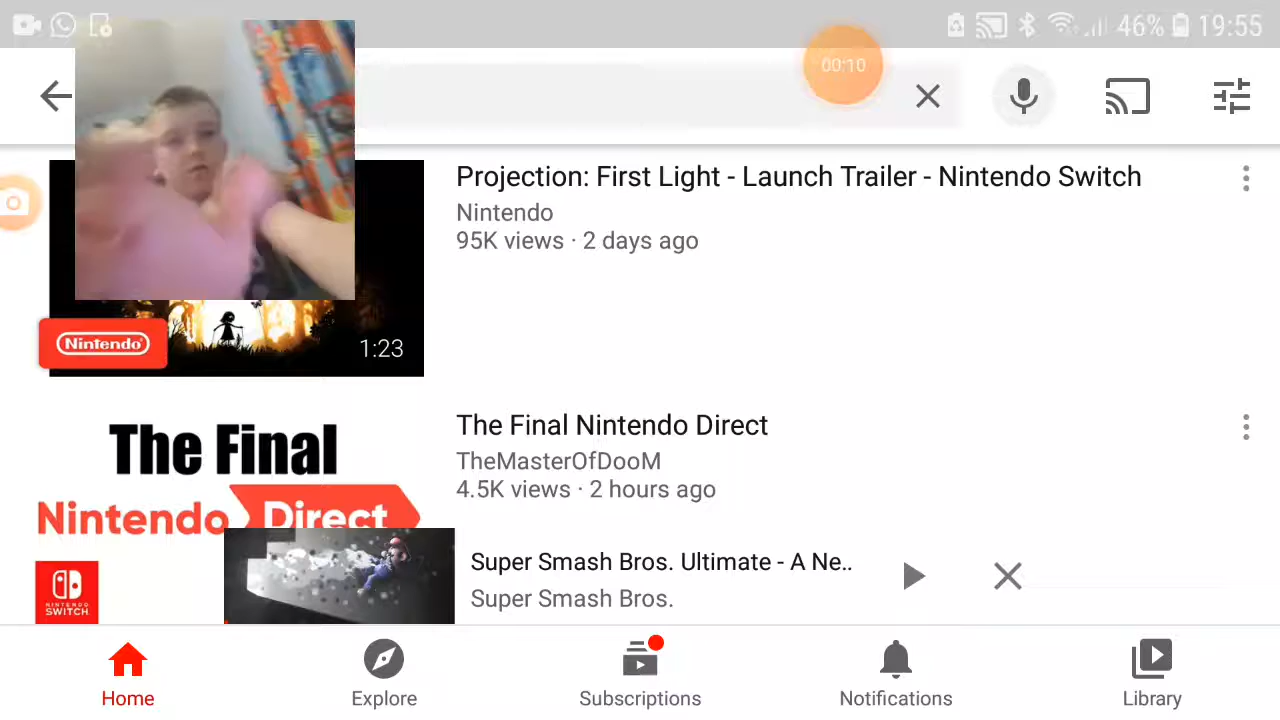 46% 19:55
00:10
Projection: First Light - Launch Trailer - Nintendo Switch
Nintendo
95K views · 2 days ago
Nintendo
1:23
The Final
Nintendo Direct
The Final Nintendo Direct
TheMasterOfDooM
4.5K views · 2 hours ago
NINTENDO
SWITCH
Super Smash Bros. Ultimate - A Ne..
Super Smash Bros.
Home
Explore
Subscriptions
Notifications
Library